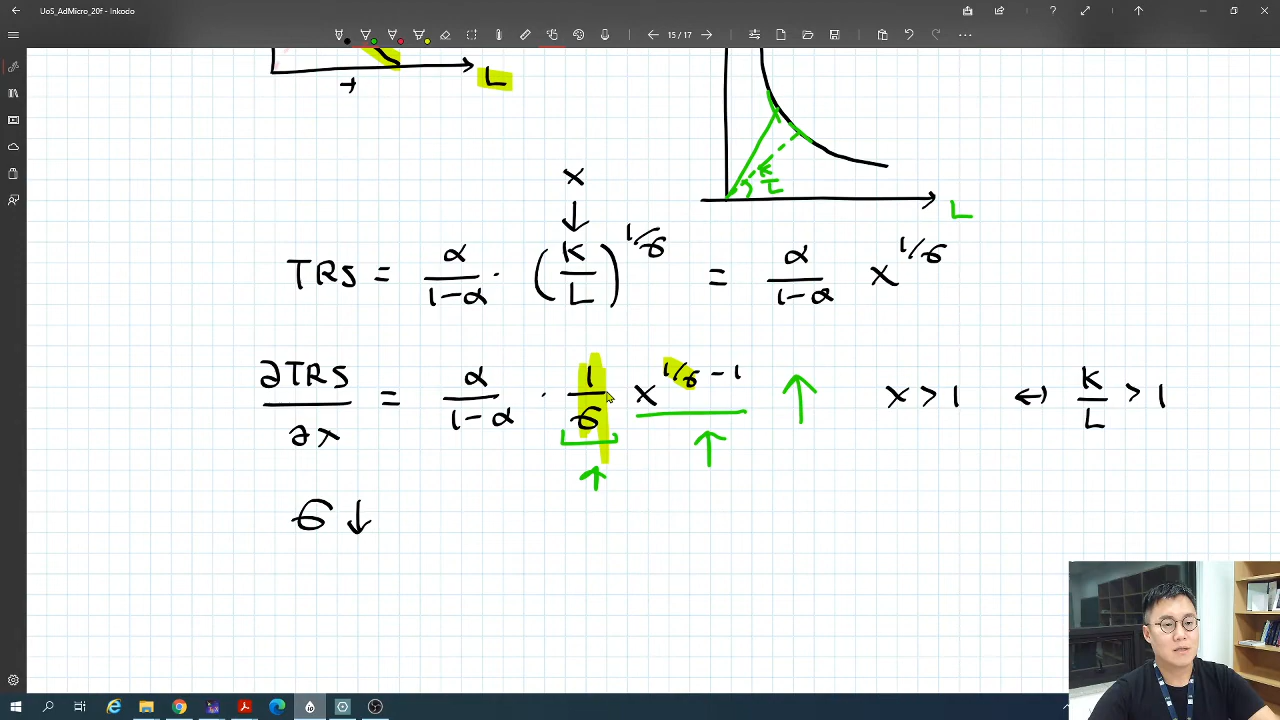 UoS_AdMicro_20F - Inkodo
15 / 17
L
K/L
L
x
↓
TRS = α/(1-α) · (K/L)^(1/σ) = α/(1-α) x^(1/σ)
∂TRS/∂x = α/(1-α) · 1/σ x^(1/σ - 1) ↑ x > 1 ↔ K/L > 1
↑ ↑
σ ↓